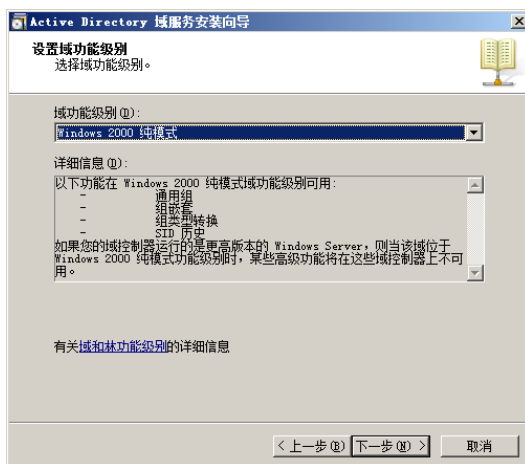 Active Directory 域服务安装向导
设置域功能级别
选择域功能级别。
域功能级别(D):
Windows 2000 纯模式
详细信息(D):
以下功能在 Windows 2000 纯模式域功能级别可用:
- 通用组
- 组嵌套
- 组类型转换
- SID 历史
如果您的域控制器运行的是更高版本的 Windows Server，则当该域位于
Windows 2000 纯模式功能级别时，某些高级功能将在这些域控制器上不可
用。
有关域和林功能级别的详细信息
< 上一步(B) 下一步(N) > 取消